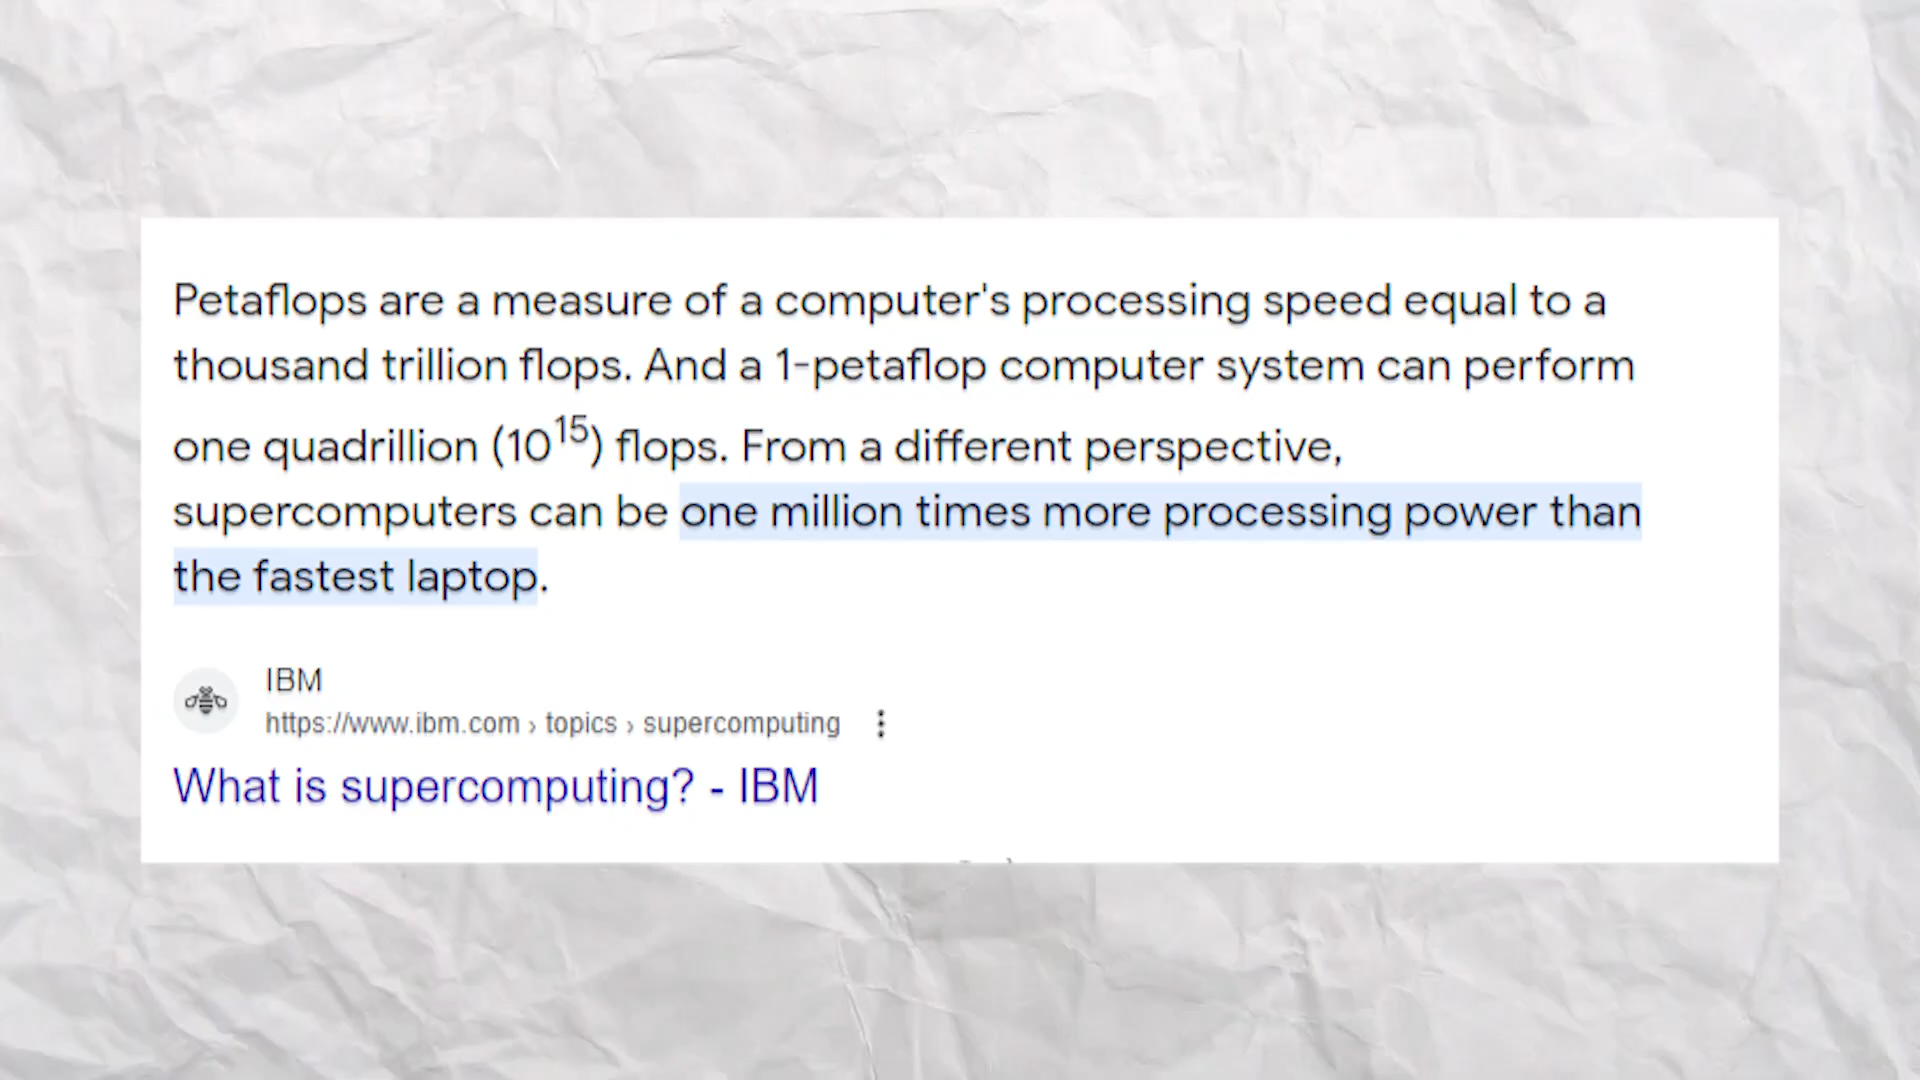 Petaflops are a measure of a computer's processing speed equal to a
thousand trillion flops. And a 1-petaflop computer system can perform
one quadrillion (10¹⁵) flops. From a different perspective,
supercomputers can be one million times more processing power than
the fastest laptop.
IBM
https://www.ibm.com › topics › supercomputing
What is supercomputing? - IBM